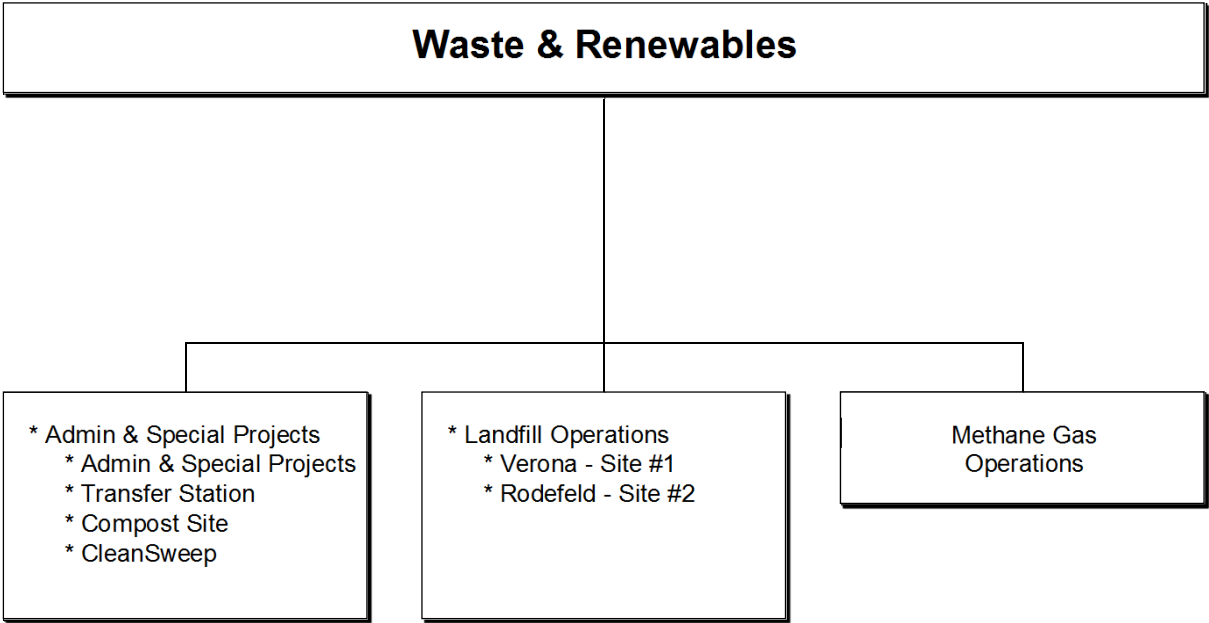 Waste & Renewables
* Admin & Special Projects
* Admin & Special Projects
* Transfer Station
* Compost Site
* CleanSweep
* Landfill Operations
* Verona - Site #1
* Rodefeld - Site #2
Methane Gas
Operations